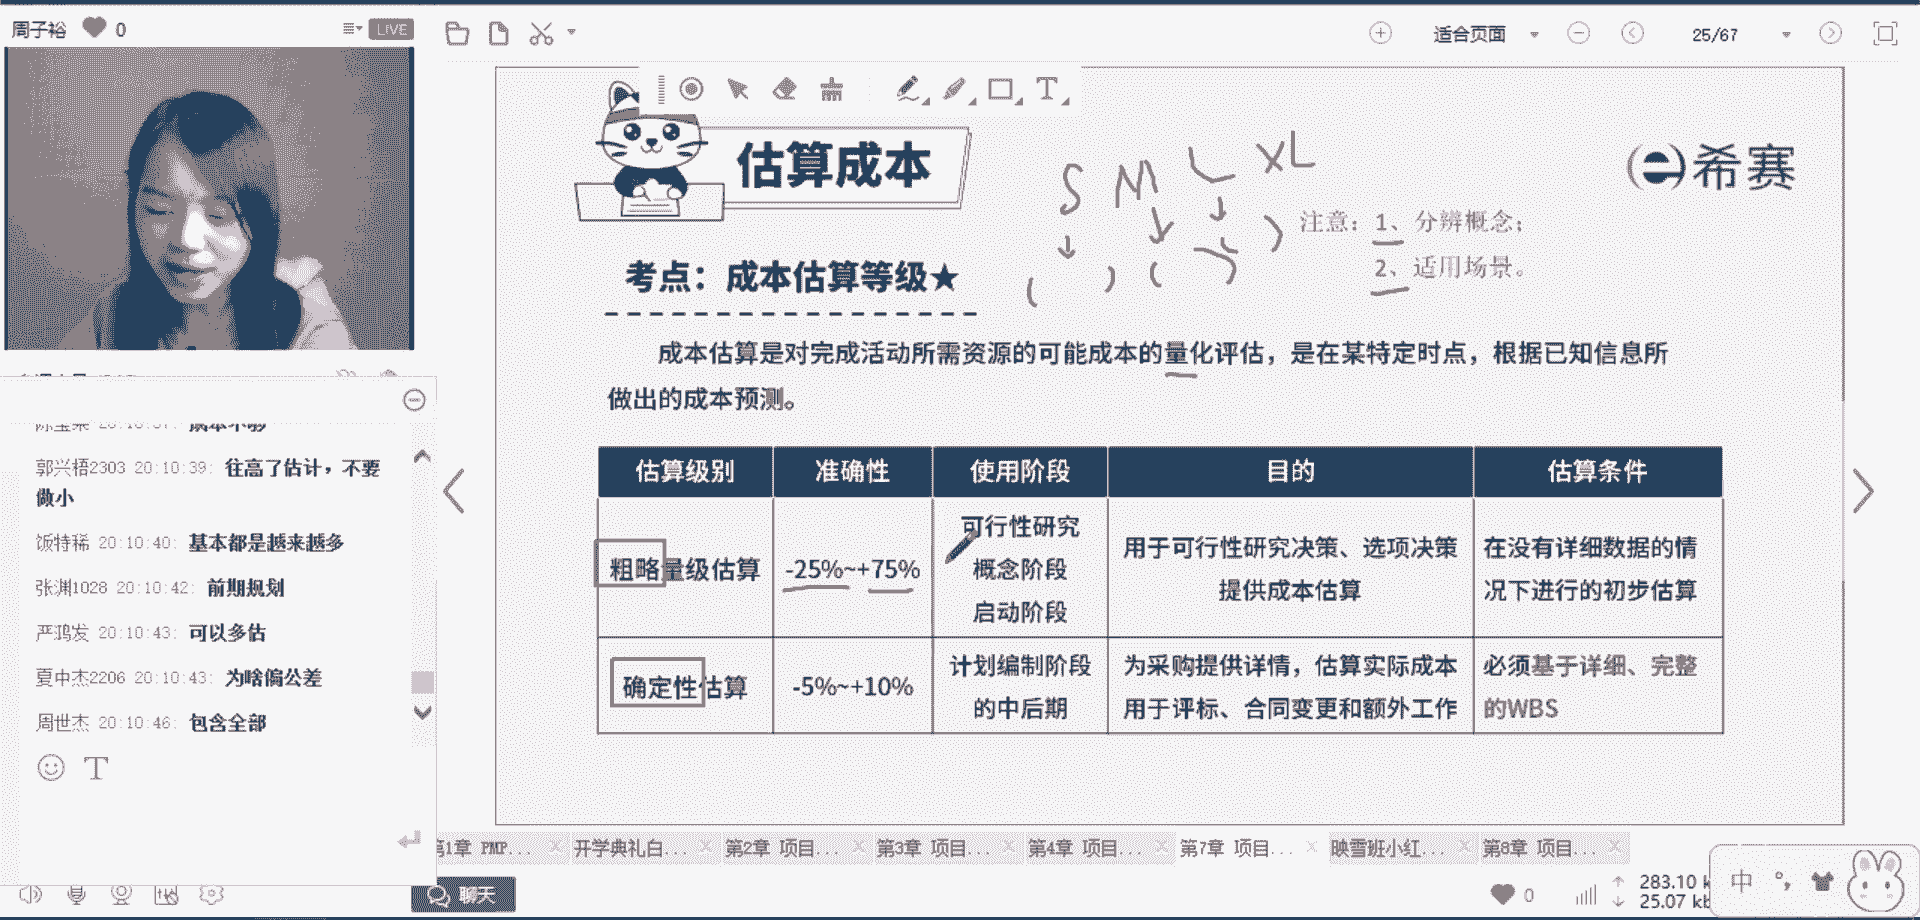 周子裕 0
LIVE
适合页面
25/67
估算成本
希赛
S M L XL
注意：1、分辨概念；
2、适用场景。
考点：成本估算等级★
成本估算是对完成活动所需资源的可能成本的量化评估，是在某特定时点，根据已知信息所
做出的成本预测。
估算级别 准确性 使用阶段 目的 估算条件
粗略量级估算 -25%~+75% 可行性研究
概念阶段
启动阶段
用于可行性研究决策、选项决策
提供成本估算
在没有详细数据的情
况下进行的初步估算
确定性估算 -5%~+10% 计划编制阶段
的中后期
为采购提供详情，估算实际成本
用于评标、合同变更和额外工作
必须基于详细、完整
的WBS
郭兴梧2303 20:10:39: 往高了估计，不要
做小
饭特稀 20:10:40: 基本都是越来越多
张渊1028 20:10:42: 前期规划
严鸿发 20:10:43: 可以多估
夏中杰2206 20:10:43: 为啥偏公差
周世杰 20:10:46: 包含全部
第1章 PMP... 开学典礼白... 第2章 项目... 第3章 项目... 第4章 项目... 第7章 项目... 映雪班小红... 第8章 项目...
聊天
0
283.10 k
25.07 kb
中